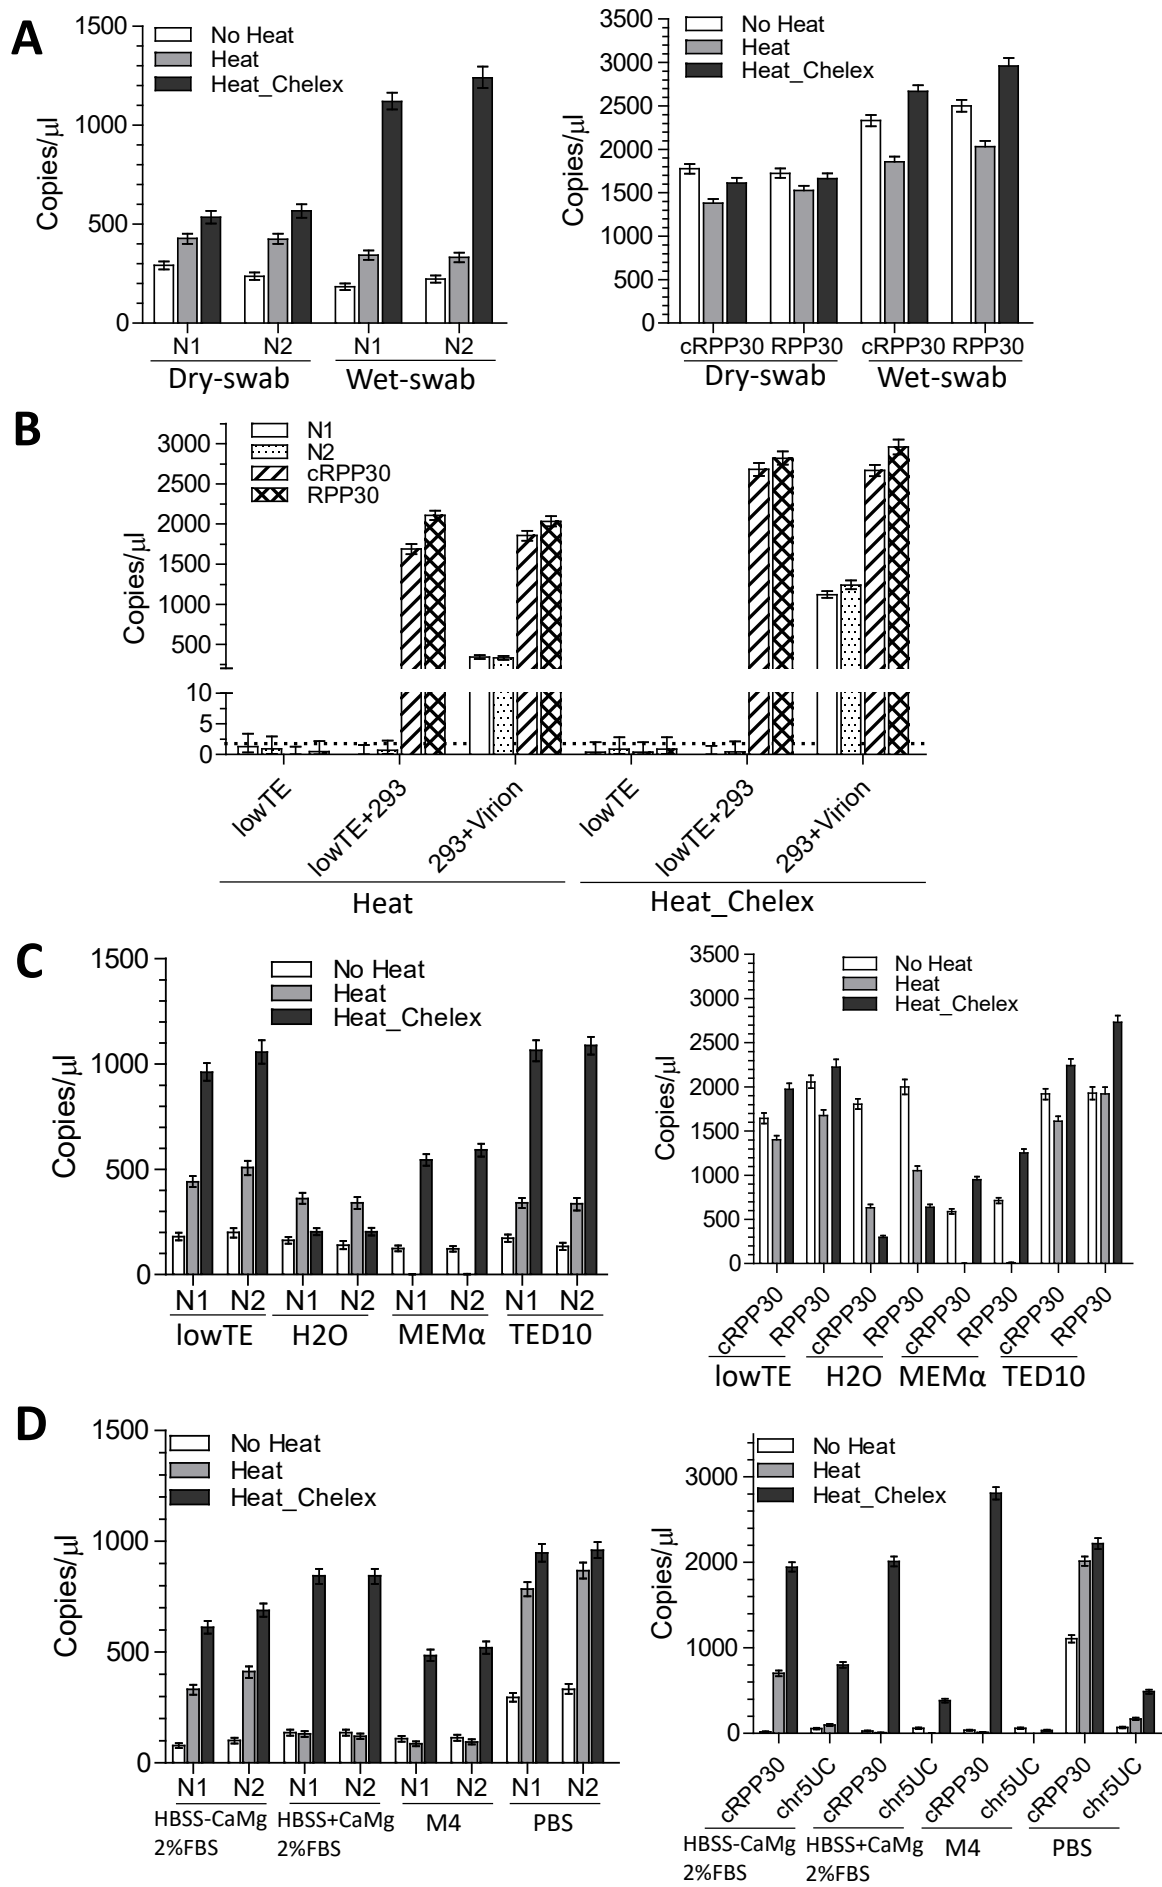 A
1500
1000
500
0
Copies/µl
No Heat
Heat
Heat_Chelex
N1 N2 N1 N2
Dry-swab Wet-swab
3500
3000
2500
2000
1500
1000
500
0
Copies/µl
No Heat
Heat
Heat_Chelex
cRPP30 RPP30 cRPP30 RPP30
Dry-swab Wet-swab
B
3000
2500
2000
1500
1000
500
10
5
0
Copies/µl
N1
N2
cRPP30
RPP30
lowTE lowTE+293 293+Virion lowTE lowTE+293 293+Virion
Heat Heat_Chelex
C
1500
1000
500
0
Copies/µl
No Heat
Heat
Heat_Chelex
N1 N2 N1 N2 N1 N2 N1 N2
lowTE H2O MEMα TED10
3500
3000
2500
2000
1500
1000
500
0
Copies/µl
No Heat
Heat
Heat_Chelex
cRPP30 RPP30 cRPP30 RPP30 cRPP30 RPP30 cRPP30 RPP30
lowTE H2O MEMα TED10
D
1500
1000
500
0
Copies/µl
No Heat
Heat
Heat_Chelex
N1 N2 N1 N2 N1 N2 N1 N2
HBSS-CaMg HBSS+CaMg M4 PBS
2%FBS 2%FBS
3000
2000
1000
0
Copies/µl
No Heat
Heat
Heat_Chelex
cRPP30 chr5UC cRPP30 chr5UC cRPP30 chr5UC cRPP30 chr5UC
HBSS-CaMg HBSS+CaMg M4 PBS
2%FBS 2%FBS